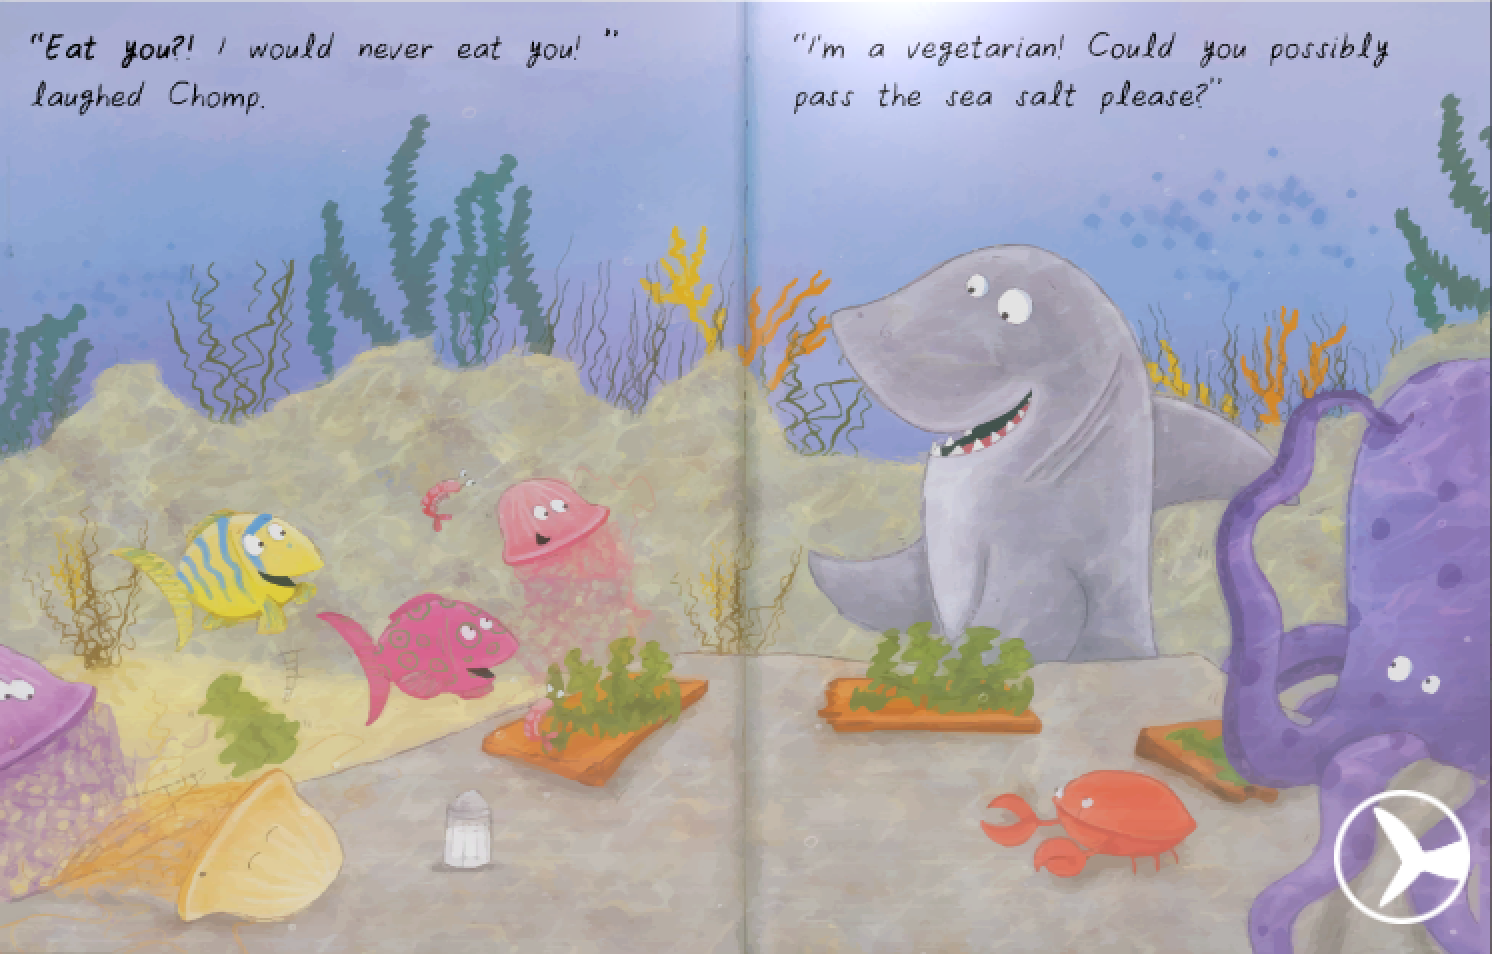 “Eat you?! I would never eat you! ”
laughed Chomp.
“I'm a vegetarian! Could you possibly
pass the sea salt please?”